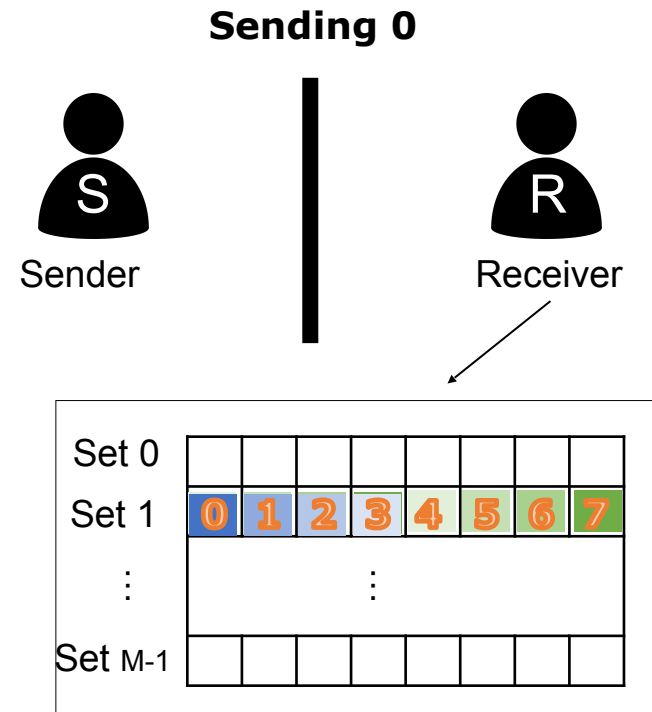 Sending 0
S
R
Sender
Receiver
Set 0
Set 1 0 1 2 3 4 5 6 7
⋮ ⋮
Set M-1